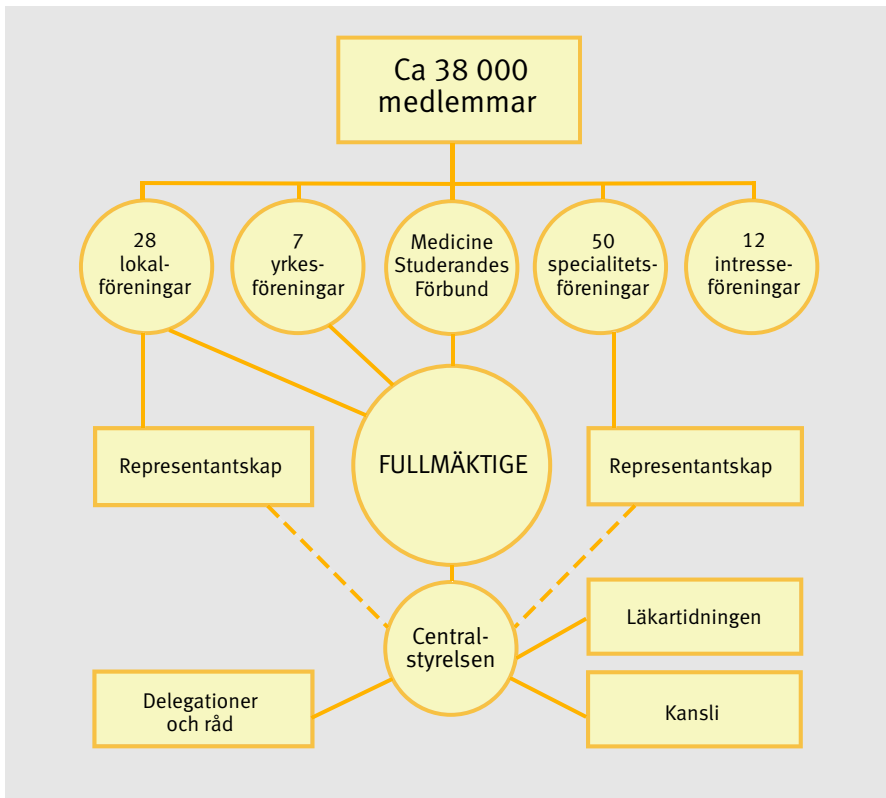 Ca 38 000
medlemmar
28
lokal-
föreningar
7
yrkes-
föreningar
Medicine
Studerandes
Förbund
50
specialitets-
föreningar
12
intresse-
föreningar
Representantskap
FULLMÄKTIGE
Representantskap
Central-
styrelsen
Läkartidningen
Delegationer
och råd
Kansli